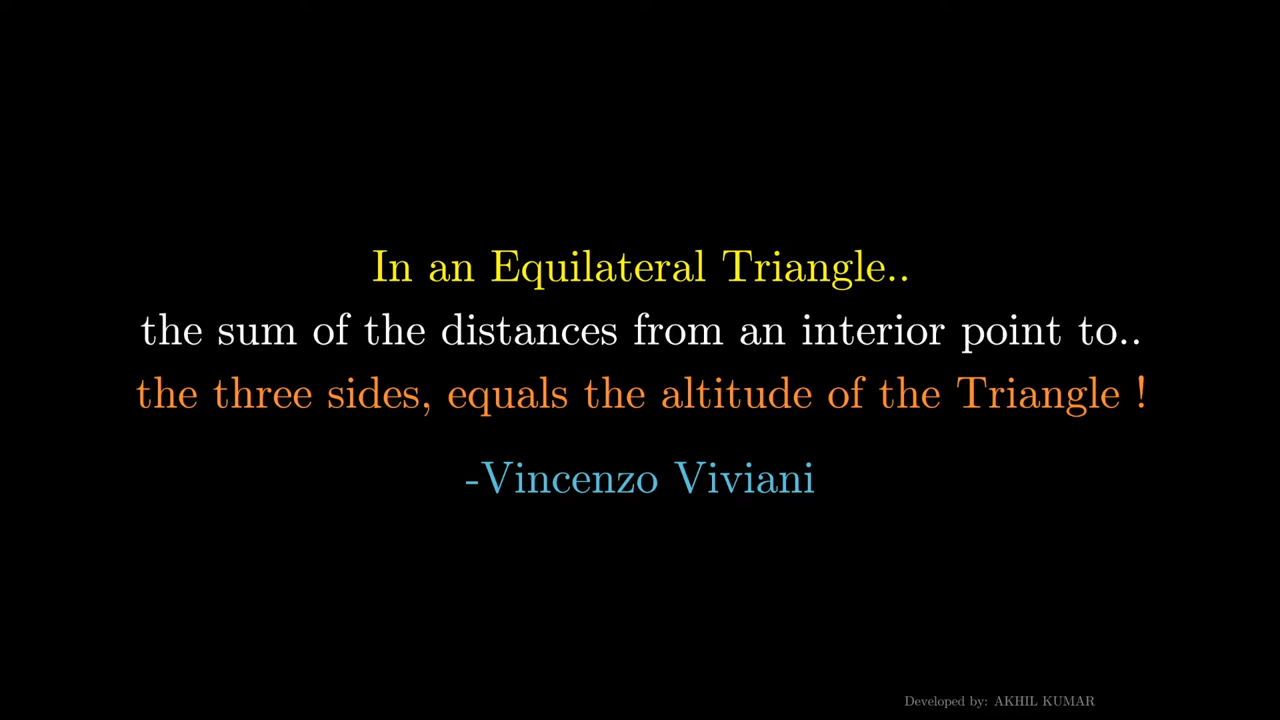 In an Equilateral Triangle..
the sum of the distances from an interior point to..
the three sides, equals the altitude of the Triangle !
-Vincenzo Viviani
Developed by: AKHIL KUMAR